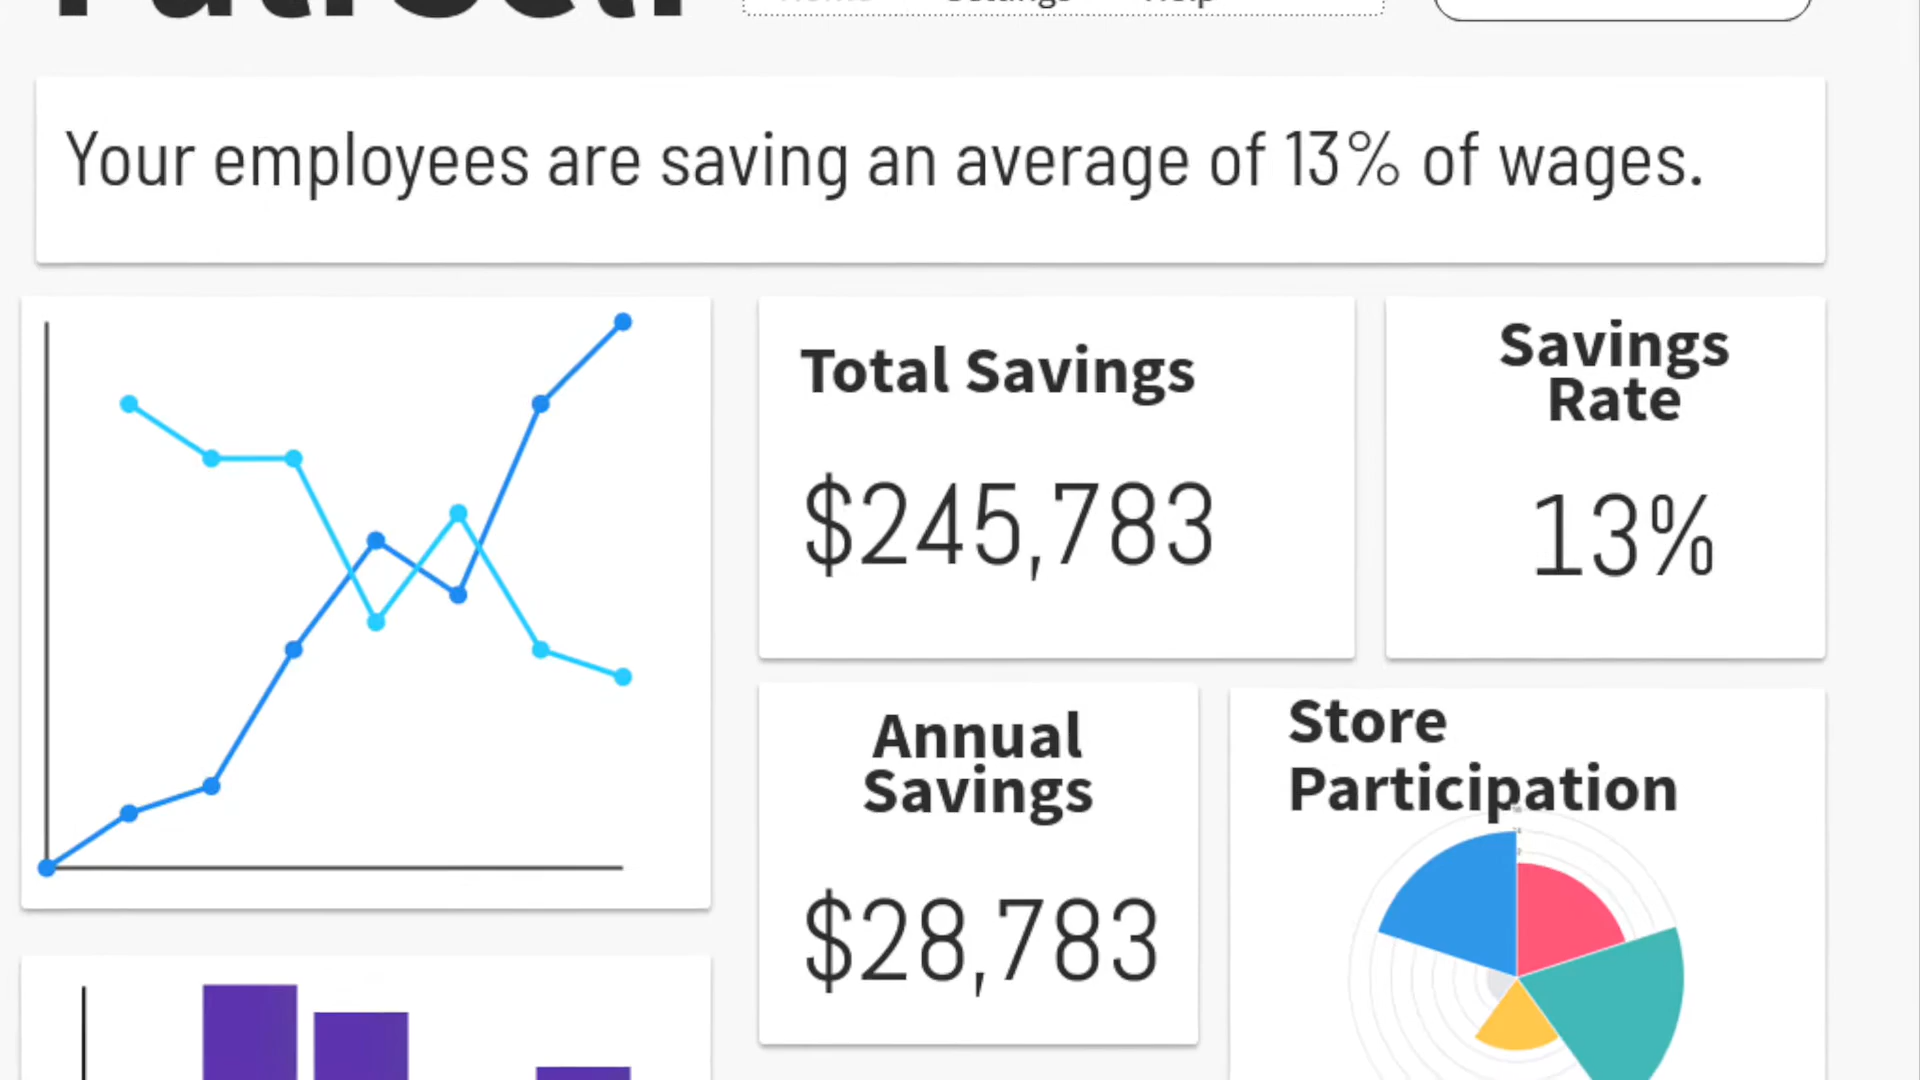 Your employees are saving an average of 13% of wages.
Total Savings
$245,783
Savings
Rate
13%
Annual
Savings
$28,783
Store
Participation